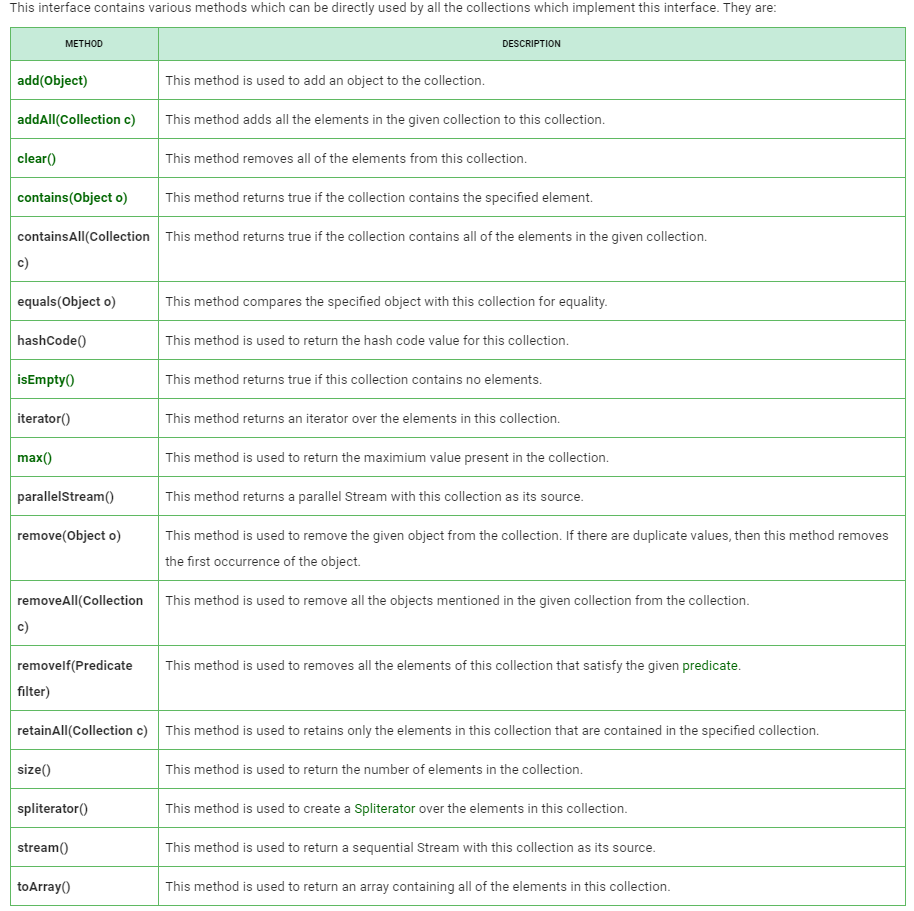 This interface contains various methods which can be directly used by all the collections which implement this interface. They are:
METHOD DESCRIPTION
add(Object) This method is used to add an object to the collection.
addAll(Collection c) This method adds all the elements in the given collection to this collection.
clear() This method removes all of the elements from this collection.
contains(Object o) This method returns true if the collection contains the specified element.
containsAll(Collection This method returns true if the collection contains all of the elements in the given collection.
c)
equals(Object o) This method compares the specified object with this collection for equality.
hashCode() This method is used to return the hash code value for this collection.
isEmpty() This method returns true if this collection contains no elements.
iterator() This method returns an iterator over the elements in this collection.
max() This method is used to return the maximium value present in the collection.
parallelStream() This method returns a parallel Stream with this collection as its source.
remove(Object o) This method is used to remove the given object from the collection. If there are duplicate values, then this method removes
the first occurrence of the object.
removeAll(Collection This method is used to remove all the objects mentioned in the given collection from the collection.
c)
removeIf(Predicate This method is used to removes all the elements of this collection that satisfy the given predicate.
filter)
retainAll(Collection c) This method is used to retains only the elements in this collection that are contained in the specified collection.
size() This method is used to return the number of elements in the collection.
spliterator() This method is used to create a Spliterator over the elements in this collection.
stream() This method is used to return a sequential Stream with this collection as its source.
toArray() This method is used to return an array containing all of the elements in this collection.